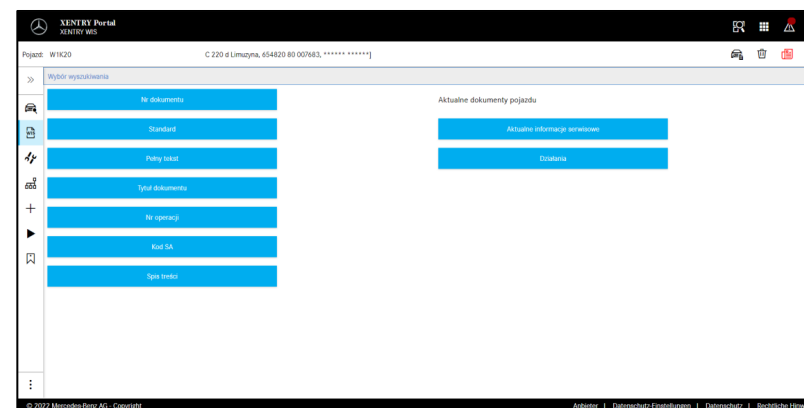 XENTRY Portal
XENTRY WIS
Pojazd: W1K20 C 220 d Limuzyna, 654820 80 007683, ****** ******]
Wybór wyszukiwania
Nr dokumentu
Standard
Pełny tekst
Tytuł dokumentu
Nr operacji
Kod SA
Spis treści
Aktualne dokumenty pojazdu
Aktualne informacje serwisowe
Działania
WIS
© 2022 Mercedes-Benz AG - Copyright
Anbieter | Datenschutz-Einstellungen | Datenschutz | Rechtliche Hinw